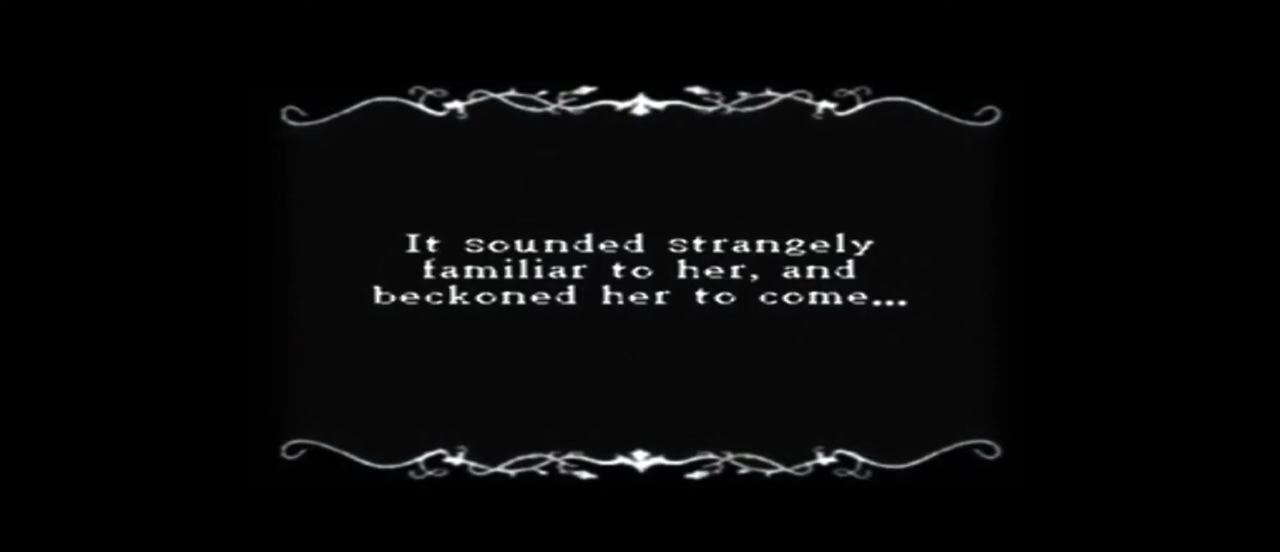 It sounded strangely
familiar to her, and
beckoned her to come...